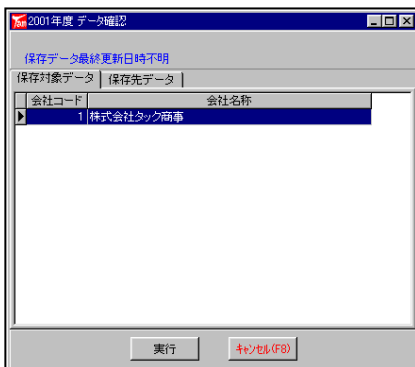 2001年度 データ確認
保存データ最終更新日時不明
保存対象データ 保存先データ
会社コード 会社名称
1 株式会社タック商事
実行 キャンセル(F8)